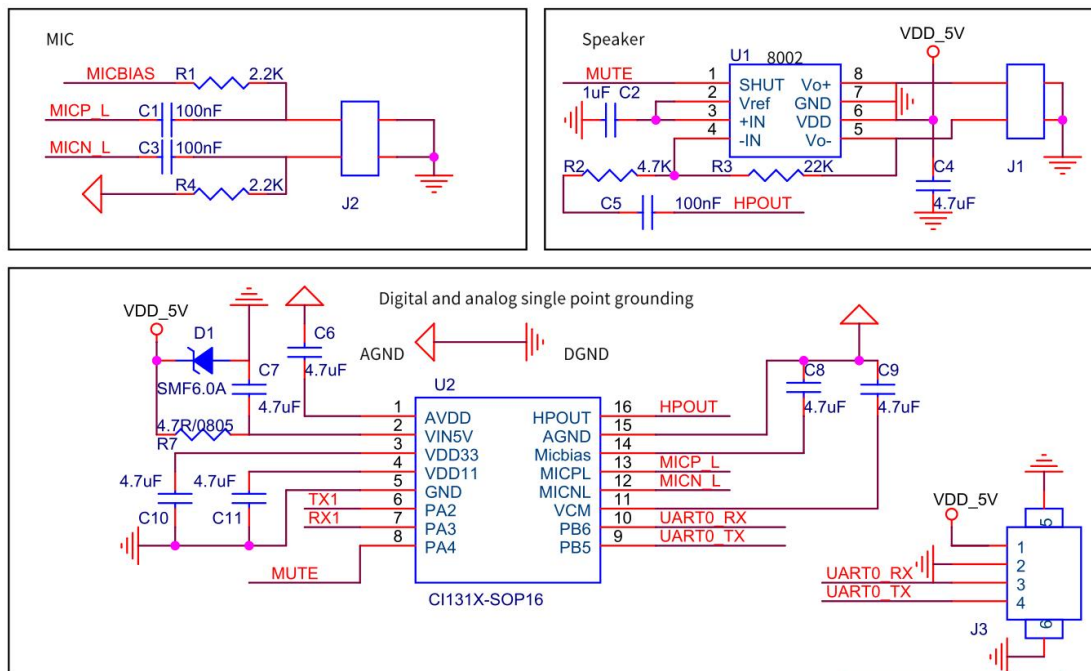 MIC
MICBIAS R1 2.2K
MICP_L C1 100nF
MICN_L C3 100nF
R4 2.2K
J2
Speaker
VDD_5V
U1 8002
MUTE 1 SHUT Vo+ 8
1uF C2 2 Vref GND 7
3 +IN VDD 6
4 -IN Vo- 5
R2 4.7K R3 22K
C4
4.7uF
J1
C5 100nF HPOUT
Digital and analog single point grounding
VDD_5V
D1
SMF6.0A
C7
4.7uF
C6
4.7uF
AGND DGND
4.7R/0805
R7
U2
1 AVDD HPOUT 16 HPOUT
2 VIN5V AGND 15
3 VDD33 Micbias 14
4 VDD11 MICPL 13 MICP_L
5 GND MICNL 12 MICN_L
TX1 6 PA2 VCM 11
RX1 7 PA3 PB6 10 UART0_RX
8 PA4 PB5 9 UART0_TX
4.7uF 4.7uF
C10 C11
MUTE
CI131X-SOP16
C8 C9
4.7uF 4.7uF
VDD_5V
5
1
2
UART0_RX 3
UART0_TX 4
J3 6